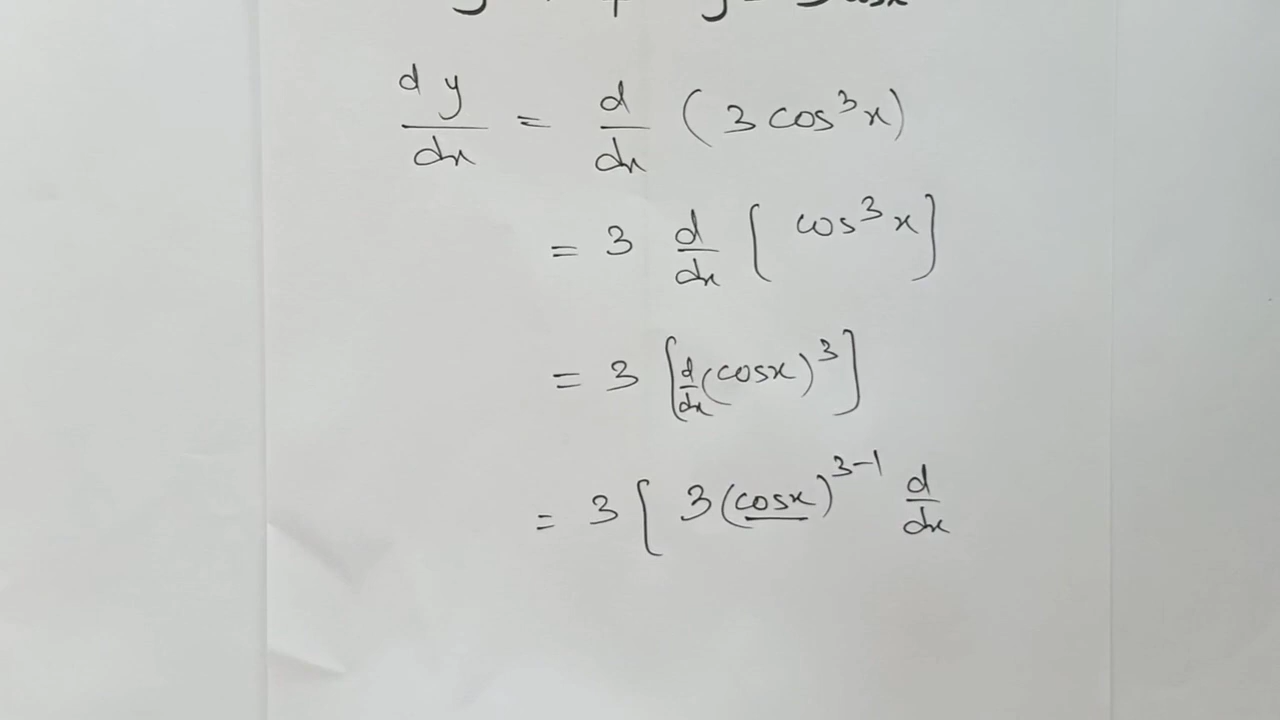 dy/dx = d/dx (3 cos³x)
= 3 d/dx [cos³x]
= 3 [d/dx (cosx)³]
= 3 [ 3(cosx)³⁻¹ d/dx